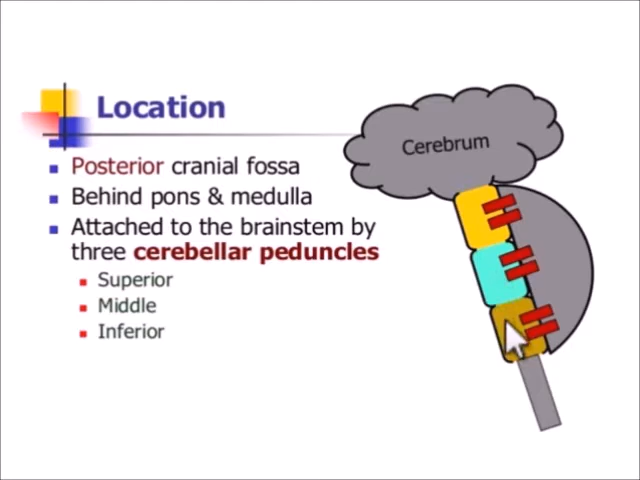 Location
Posterior cranial fossa
Behind pons & medulla
Attached to the brainstem by
three cerebellar peduncles
Superior
Middle
Inferior
Cerebrum